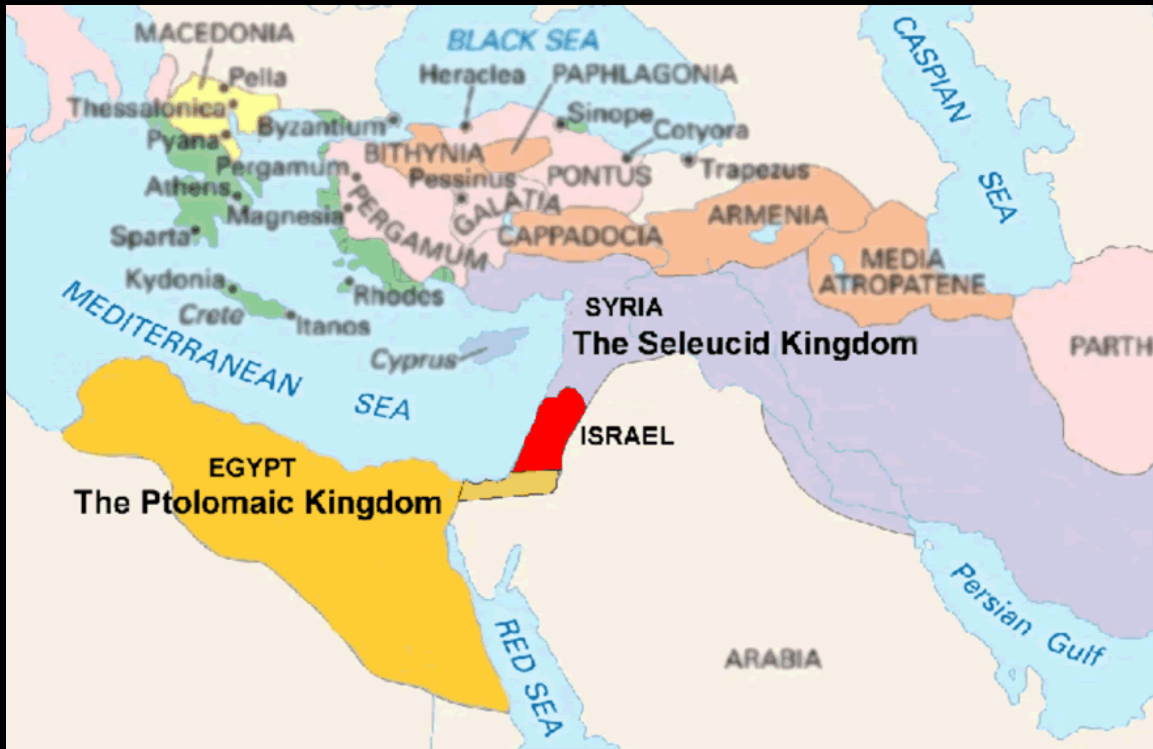 MACEDONIA
BLACK SEA
CASPIAN
SEA
Pella
Heraclea
PAPHLAGONIA
Thessalonica
Sinope
Byzantium
Cotyora
Pyana
BITHYNIA
Pergamum
Pessinus
PONTUS
Trapezus
Athens
PERGAMUM
GALATIA
Magnesia
ARMENIA
Sparta
CAPPADOCIA
MEDIA
ATROPATENE
Kydonia
Rhodes
Crete
Itanos
MEDITERRANEAN
SEA
SYRIA
The Seleucid Kingdom
PARTH
Cyprus
ISRAEL
EGYPT
The Ptolomaic Kingdom
Persian Gulf
RED SEA
ARABIA